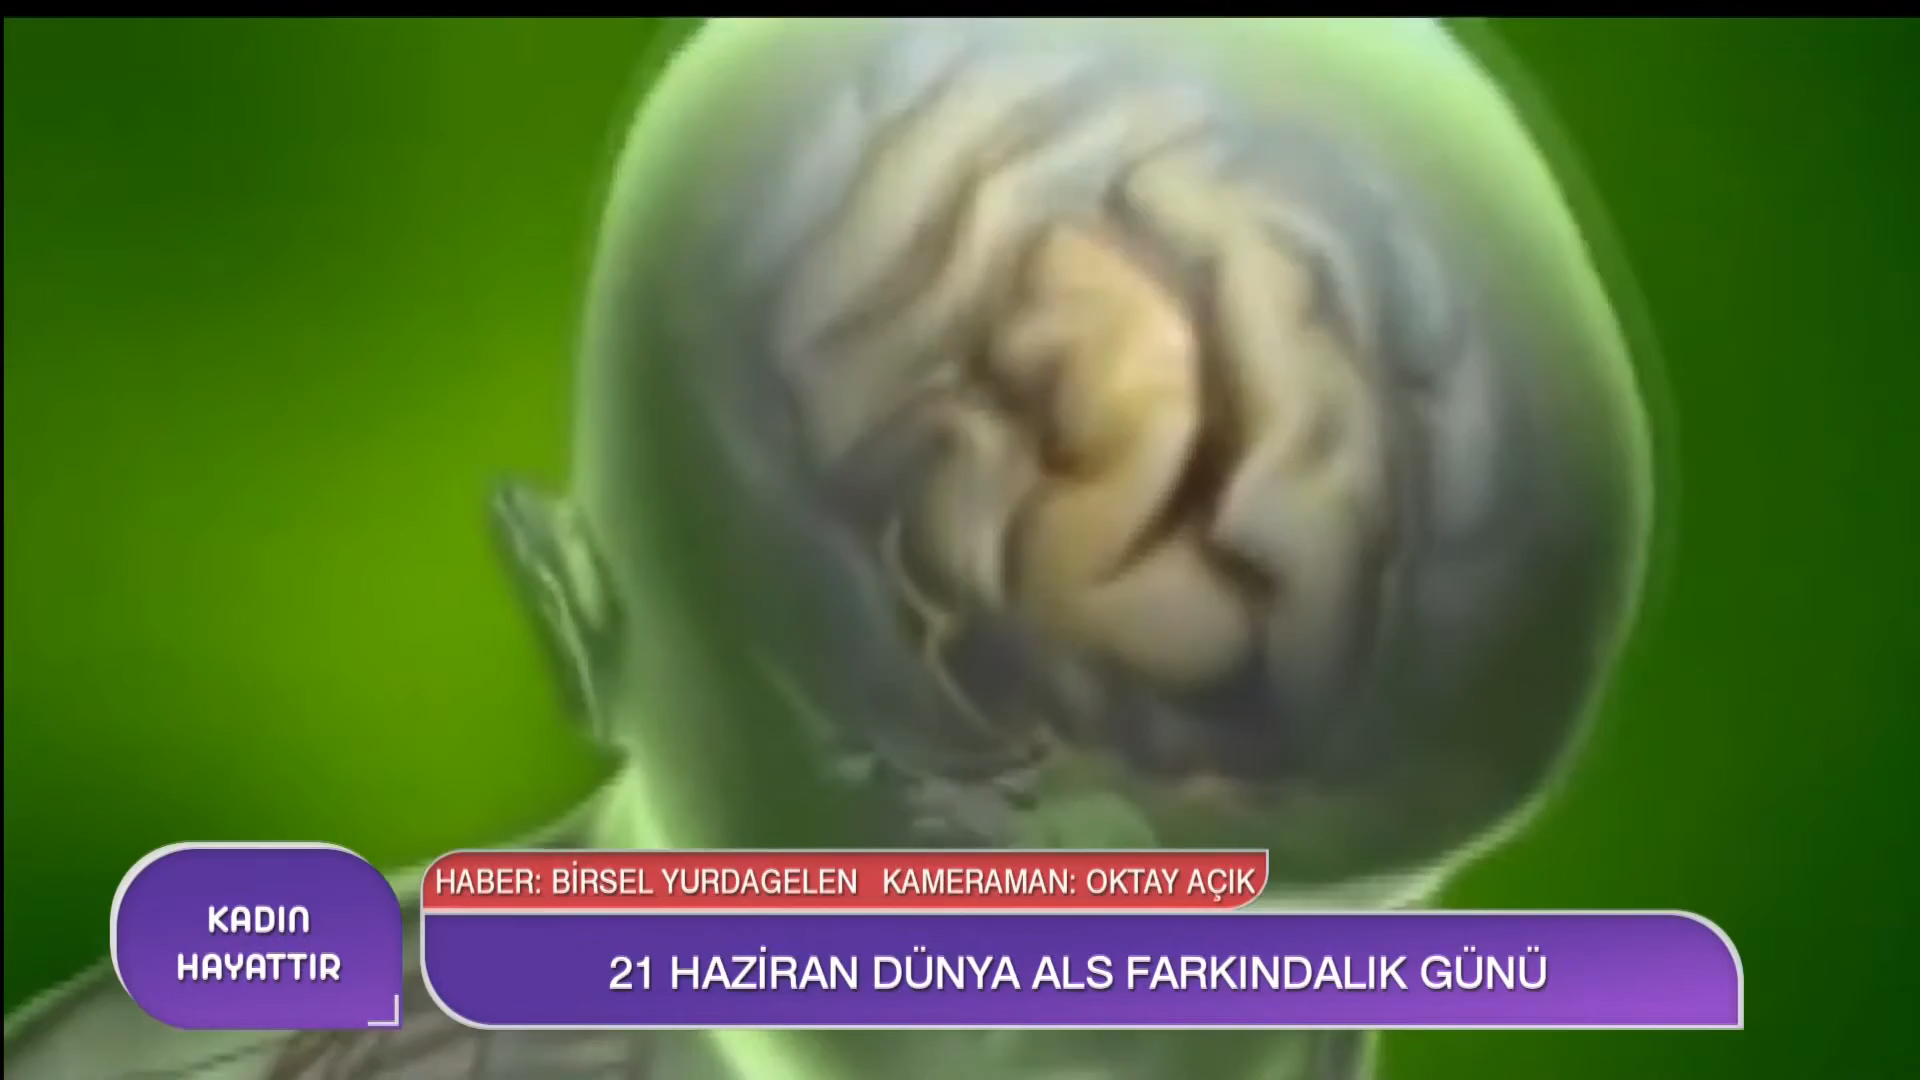 HABER: BİRSEL YURDAGELEN   KAMERAMAN: OKTAY AÇIK
KADIN
HAYATTIR
21 HAZİRAN DÜNYA ALS FARKINDALIK GÜNÜ